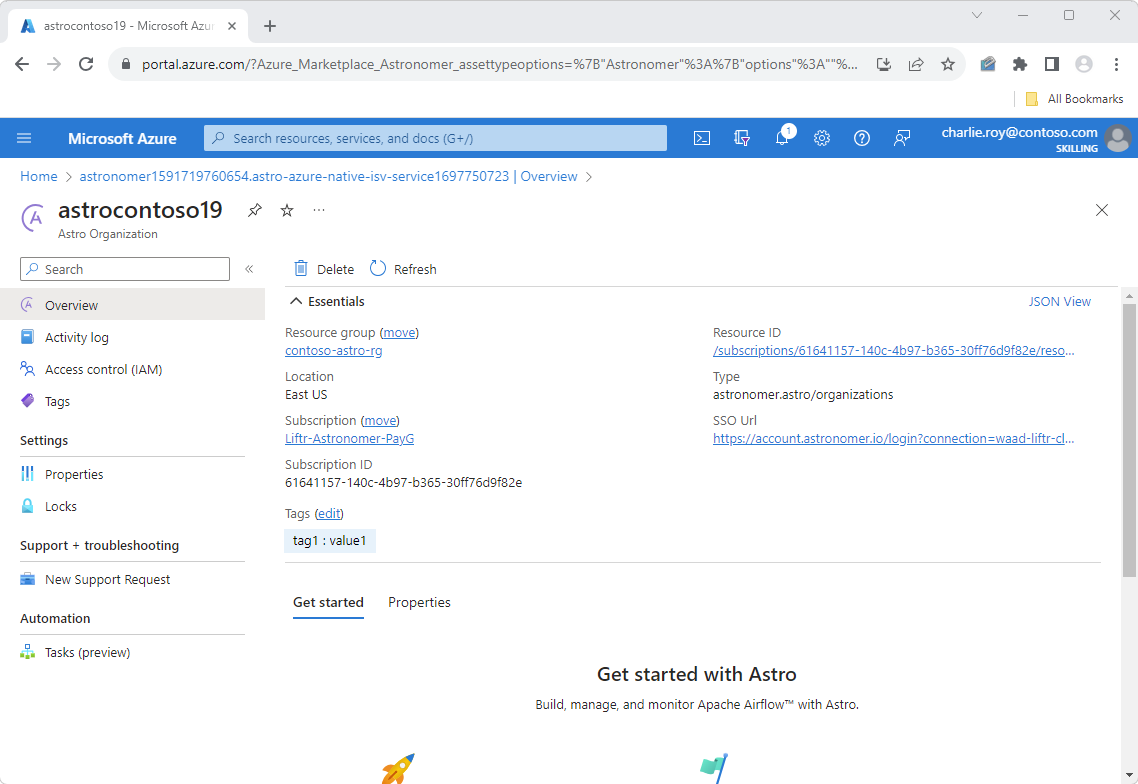 astrocontoso19 - Microsoft Azur
portal.azure.com/?Azure_Marketplace_Astronomer_assettypeoptions=%7B"Astronomer"%3A%7B"options"%3A""%...
All Bookmarks
Microsoft Azure
Search resources, services, and docs (G+/)
1
charlie.roy@contoso.com
SKILLING
Home > astronomer1591719760654.astro-azure-native-isv-service1697750723 | Overview >
astrocontoso19
Astro Organization
Search
Delete Refresh
Overview
Activity log
Access control (IAM)
Tags
Settings
Properties
Locks
Support + troubleshooting
New Support Request
Automation
Tasks (preview)
Essentials
JSON View
Resource group (move)
contoso-astro-rg
Location
East US
Subscription (move)
Liftr-Astronomer-PayG
Subscription ID
61641157-140c-4b97-b365-30ff76d9f82e
Resource ID
/subscriptions/61641157-140c-4b97-b365-30ff76d9f82e/reso...
Type
astronomer.astro/organizations
SSO Url
https://account.astronomer.io/login?connection=waad-liftr-cl...
Tags (edit)
tag1 : value1
Get started Properties
Get started with Astro
Build, manage, and monitor Apache Airflow™ with Astro.